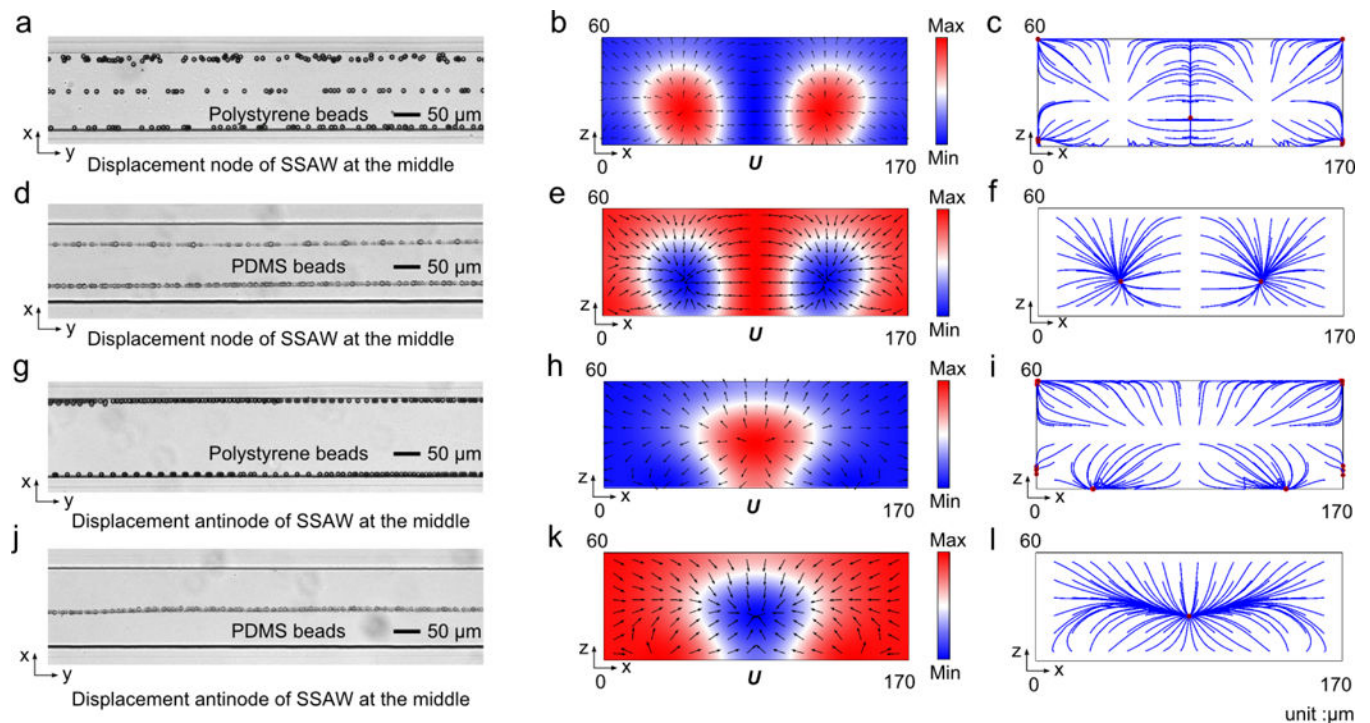 a
Polystyrene beads 50 µm
x
y
Displacement node of SSAW at the middle
b
60
Max
z
x
Min
0 U 170
c
60
z
x
0 170
d
PDMS beads 50 µm
x
y
Displacement node of SSAW at the middle
e
60
Max
z
x
Min
0 U 170
f
60
z
x
0 170
g
Polystyrene beads 50 µm
x
y
Displacement antinode of SSAW at the middle
h
60
Max
z
x
Min
0 U 170
i
60
z
x
0 170
j
PDMS beads 50 µm
x
y
Displacement antinode of SSAW at the middle
k
60
Max
z
x
Min
0 U 170
l
60
z
x
0 170
unit :µm